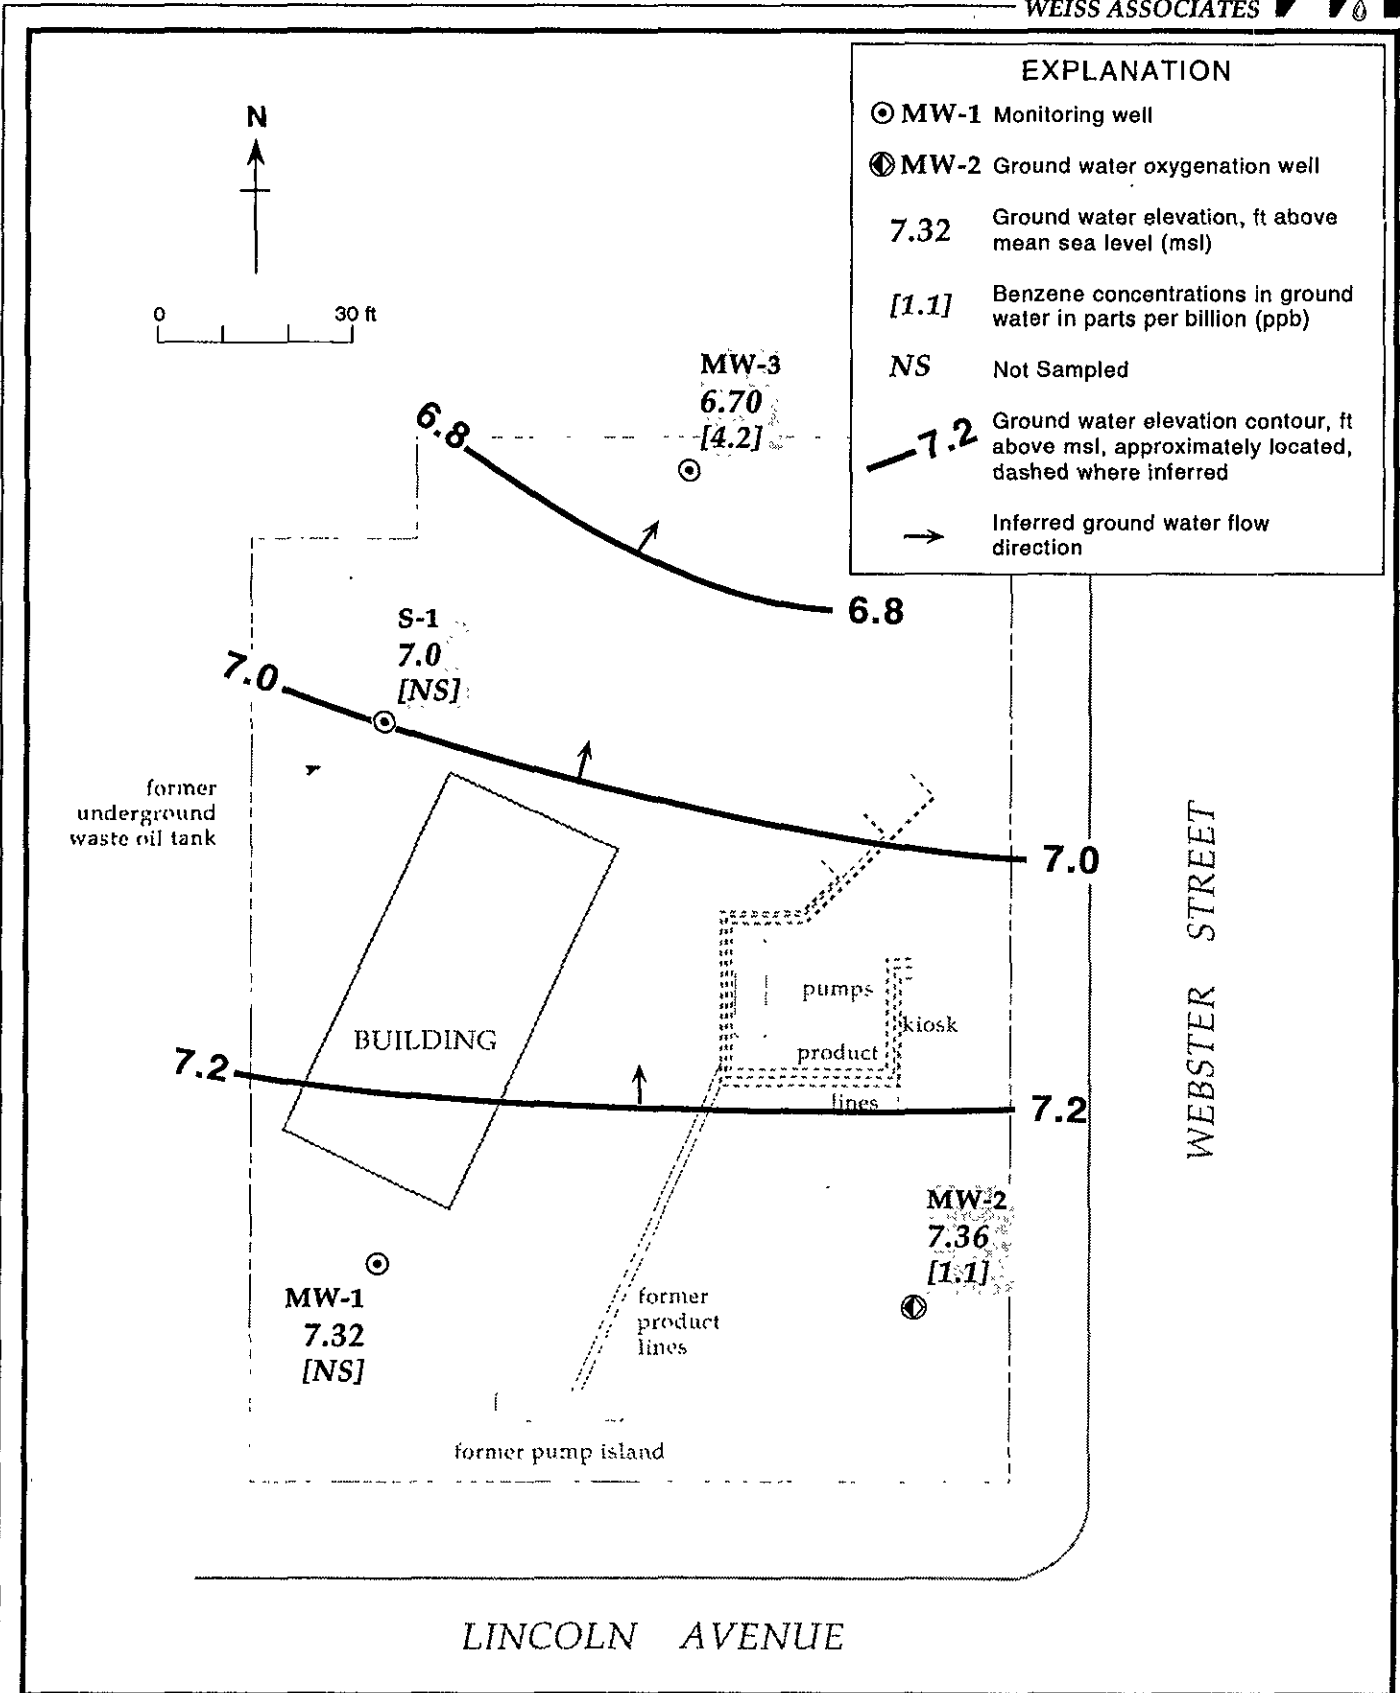 WEISS ASSOCIATES
EXPLANATION
MW-1 Monitoring well
MW-2 Ground water oxygenation well
7.32 Ground water elevation, ft above
mean sea level (msl)
[1.1] Benzene concentrations in ground
water in parts per billion (ppb)
NS Not Sampled
7.2 Ground water elevation contour, ft
above msl, approximately located,
dashed where inferred
Inferred ground water flow
direction
N
0 30 ft
MW-3
6.70
[4.2]
6.8
6.8
S-1
7.0
[NS]
7.0
former
underground
waste oil tank
7.0
pumps
kiosk
BUILDING
product
lines
7.2
7.2
WEBSTER STREET
MW-2
7.36
[1.1]
MW-1
7.32
[NS]
former
product
lines
former pump island
LINCOLN AVENUE